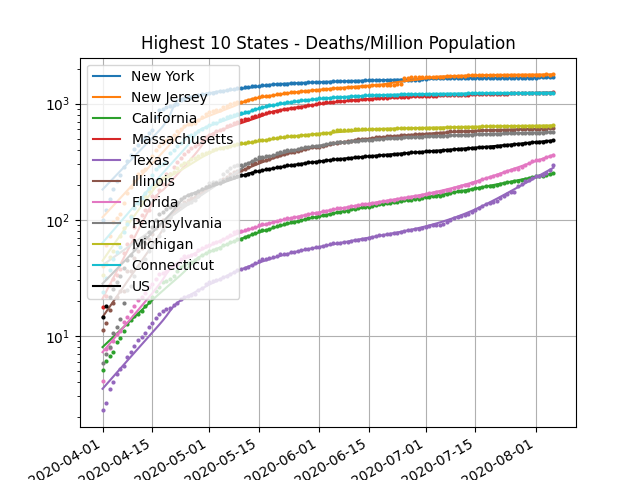 Highest 10 States - Deaths/Million Population
New York
New Jersey
California
Massachusetts
Texas
Illinois
Florida
Pennsylvania
Michigan
Connecticut
US
10³
10²
10¹
2020-04-01
2020-04-15
2020-05-01
2020-05-15
2020-06-01
2020-06-15
2020-07-01
2020-07-15
2020-08-01